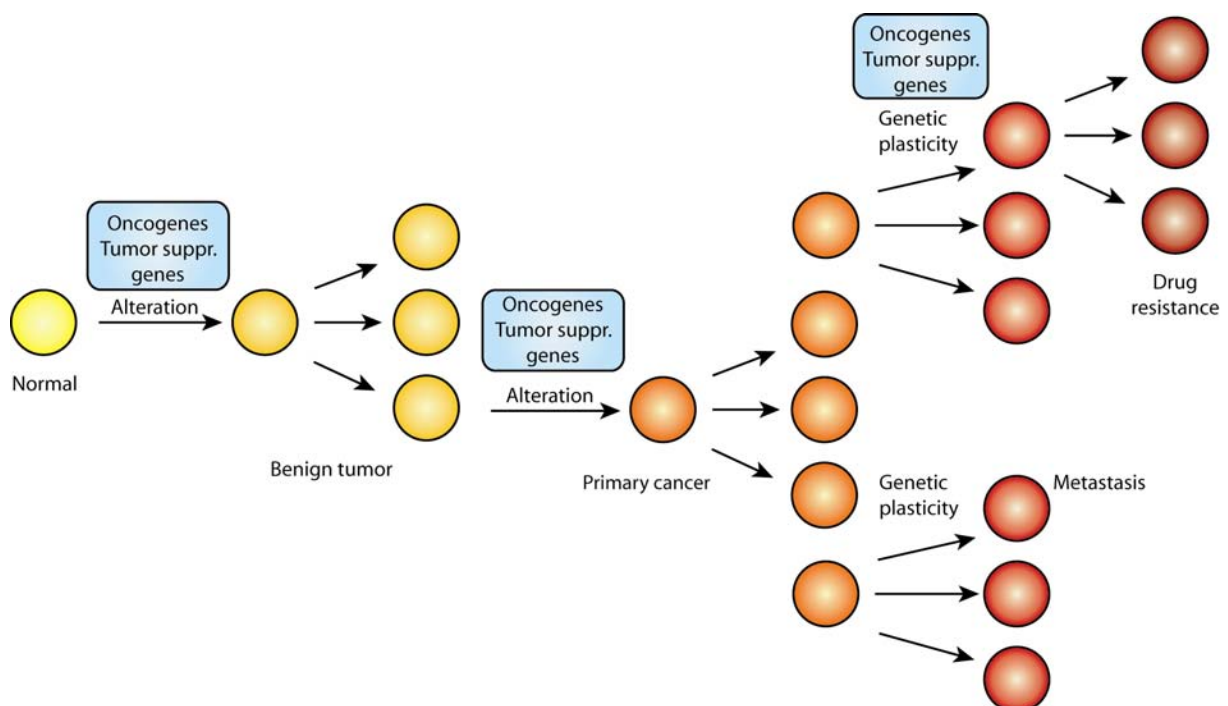 Oncogenes
Tumor suppr.
genes
Alteration
Normal
Benign tumor
Oncogenes
Tumor suppr.
genes
Alteration
Primary cancer
Oncogenes
Tumor suppr.
genes
Genetic
plasticity
Drug
resistance
Genetic
plasticity
Metastasis